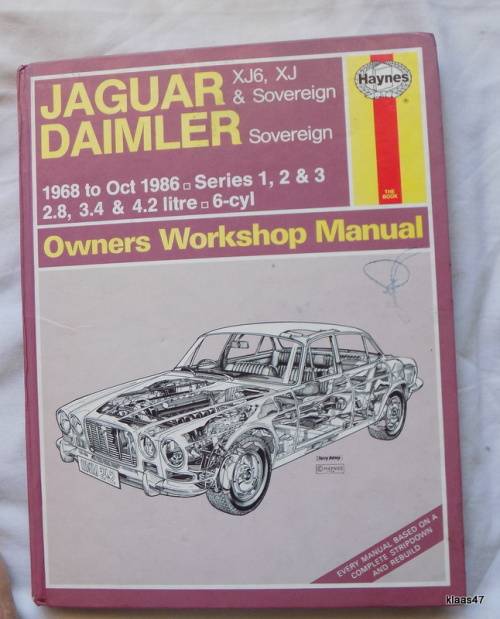 JAGUAR XJ6, XJ
& Sovereign
DAIMLER Sovereign
Haynes
®
THE
BOOK
1968 to Oct 1986 ▫ Series 1, 2 & 3
2.8, 3.4 & 4.2 litre ▫ 6-cyl
Owners Workshop Manual
© HAYNES
EVERY MANUAL BASED ON A
COMPLETE STRIPDOWN
AND REBUILD
klaas47